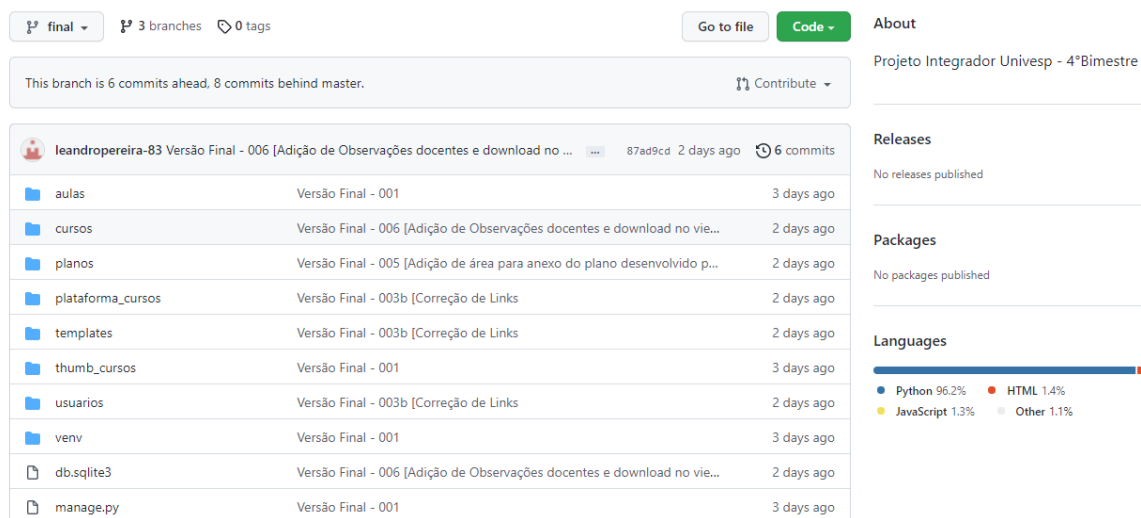 final
3 branches
0 tags
Go to file
Code
This branch is 6 commits ahead, 8 commits behind master.
Contribute
leandropereira-83 Versão Final - 006 [Adição de Observações docentes e download no ... ... 87ad9cd 2 days ago 6 commits
aulas Versão Final - 001 3 days ago
cursos Versão Final - 006 [Adição de Observações docentes e download no vie... 2 days ago
planos Versão Final - 005 [Adição de área para anexo do plano desenvolvido p... 2 days ago
plataforma_cursos Versão Final - 003b [Correção de Links 2 days ago
templates Versão Final - 003b [Correção de Links 2 days ago
thumb_cursos Versão Final - 001 3 days ago
usuarios Versão Final - 003b [Correção de Links 2 days ago
venv Versão Final - 001 3 days ago
db.sqlite3 Versão Final - 006 [Adição de Observações docentes e download no vie... 2 days ago
manage.py Versão Final - 001 3 days ago
About
Projeto Integrador Univesp - 4°Bimestre
Releases
No releases published
Packages
No packages published
Languages
Python 96.2% HTML 1.4%
JavaScript 1.3% Other 1.1%